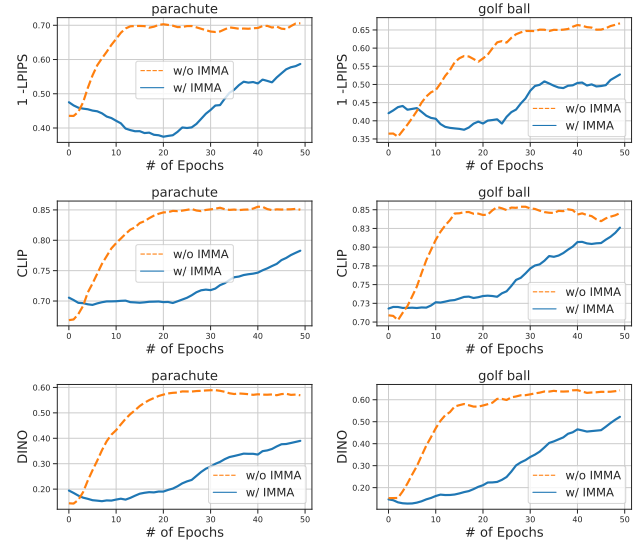 parachute
1 -LPIPS
0.70
0.60
0.50
0.40
w/o IMMA
w/ IMMA
0 10 20 30 40 50
# of Epochs
golf ball
1 -LPIPS
0.65
0.60
0.55
0.50
0.45
0.40
0.35
w/o IMMA
w/ IMMA
0 10 20 30 40 50
# of Epochs
parachute
CLIP
0.85
0.80
0.75
0.70
w/o IMMA
w/ IMMA
0 10 20 30 40 50
# of Epochs
golf ball
CLIP
0.85
0.83
0.80
0.78
0.75
0.73
0.70
w/o IMMA
w/ IMMA
0 10 20 30 40 50
# of Epochs
parachute
DINO
0.60
0.50
0.40
0.30
0.20
w/o IMMA
w/ IMMA
0 10 20 30 40 50
# of Epochs
golf ball
DINO
0.60
0.50
0.40
0.30
0.20
w/o IMMA
w/ IMMA
0 10 20 30 40 50
# of Epochs